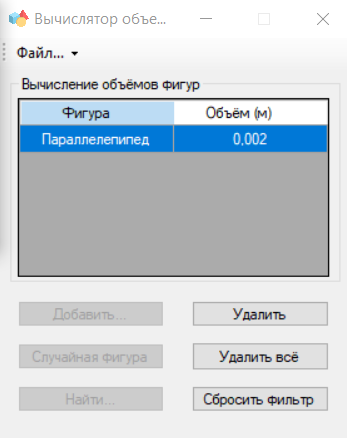 Вычислятор объе...
Файл...
Вычисление объёмов фигур
Фигура Объём (м)
Параллелепипед 0,002
Добавить... Удалить
Случайная фигура Удалить всё
Найти... Сбросить фильтр